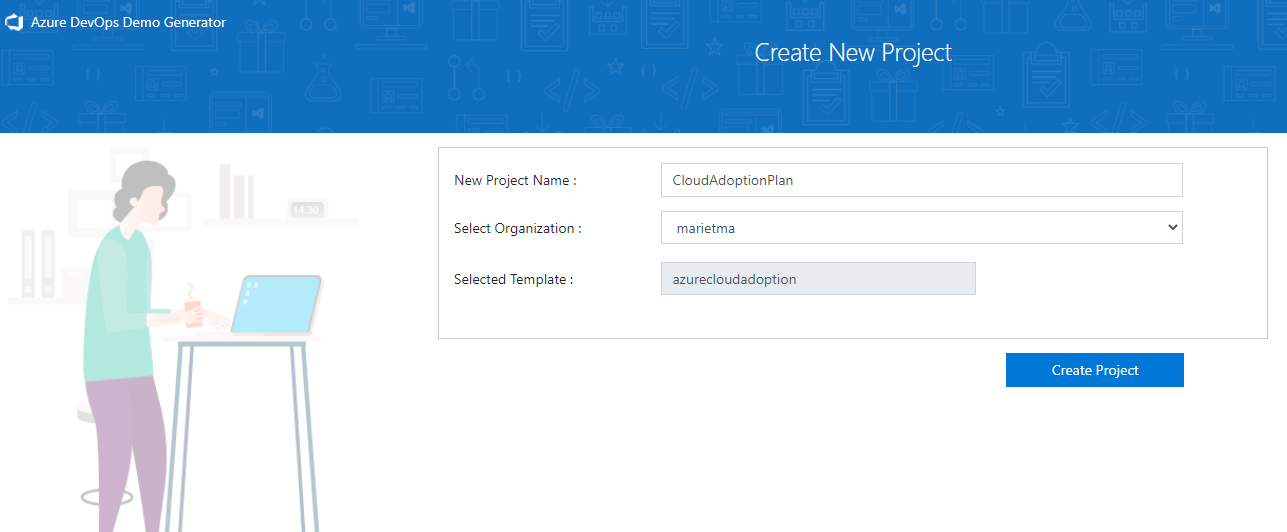 Azure DevOps Demo Generator
Create New Project
New Project Name :
CloudAdoptionPlan
Select Organization :
marietma
14.30
Selected Template :
azurecloudadoption
Create Project